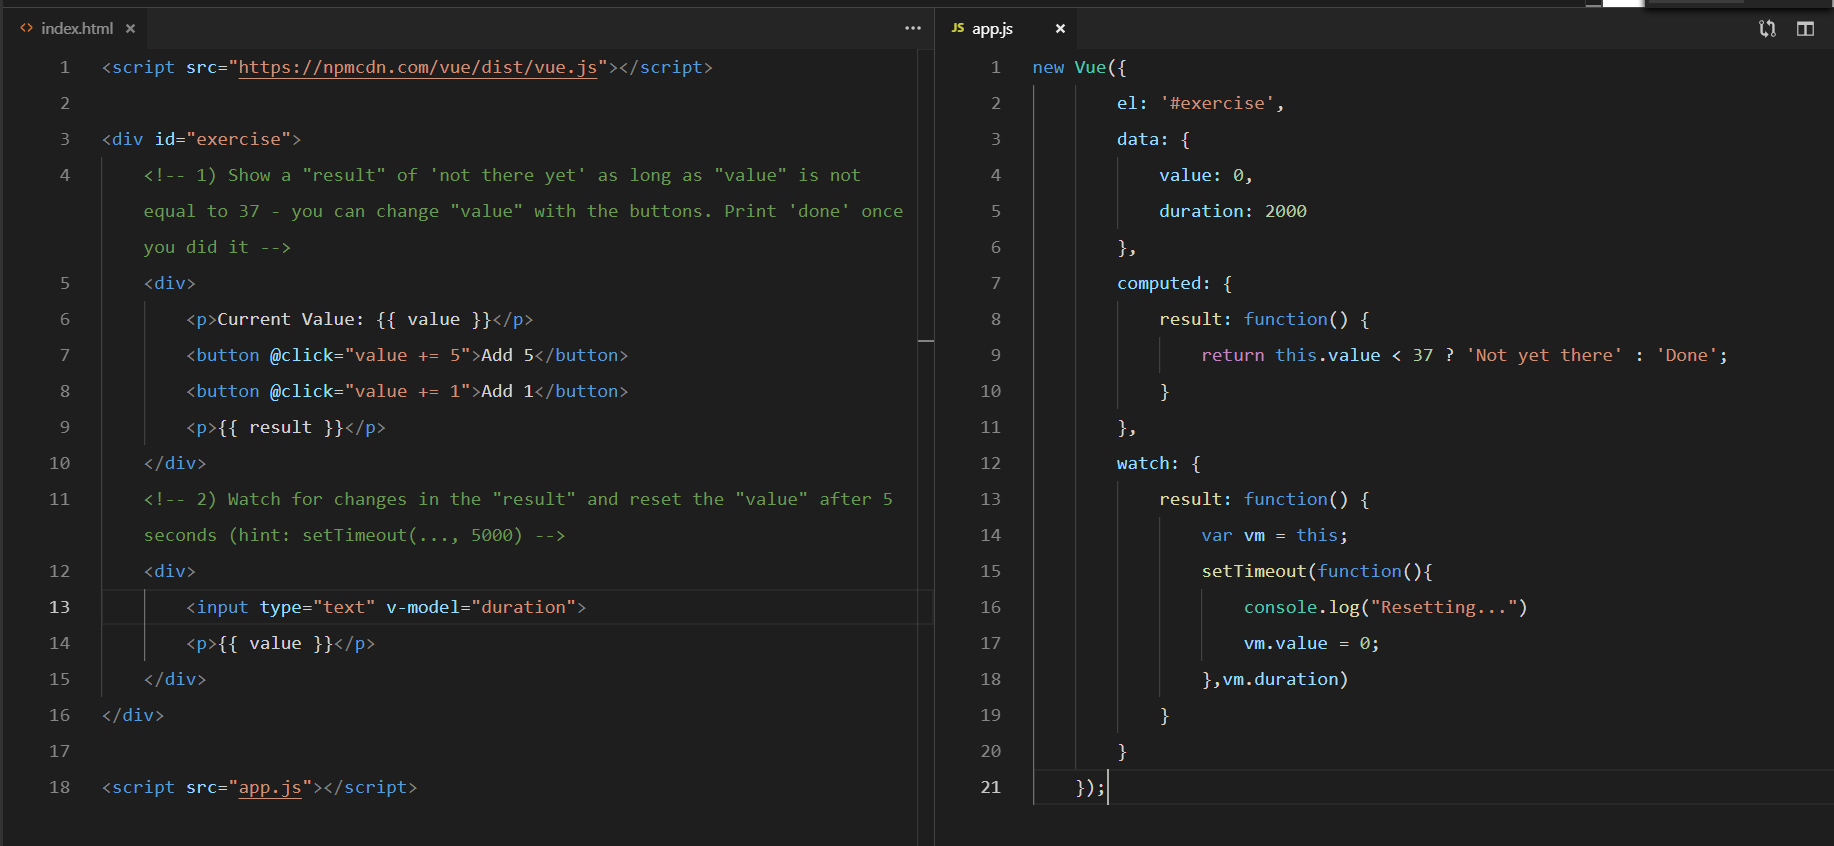 index.html
1 <script src="https://npmcdn.com/vue/dist/vue.js"></script>
2
3 <div id="exercise">
4 <!-- 1) Show a "result" of 'not there yet' as long as "value" is not
equal to 37 - you can change "value" with the buttons. Print 'done' once
you did it -->
5 <div>
6 <p>Current Value: {{ value }}</p>
7 <button @click="value += 5">Add 5</button>
8 <button @click="value += 1">Add 1</button>
9 <p>{{ result }}</p>
10 </div>
11 <!-- 2) Watch for changes in the "result" and reset the "value" after 5
seconds (hint: setTimeout(..., 5000) -->
12 <div>
13 <input type="text" v-model="duration">
14 <p>{{ value }}</p>
15 </div>
16 </div>
17
18 <script src="app.js"></script>
JS app.js
1 new Vue({
2 el: '#exercise',
3 data: {
4 value: 0,
5 duration: 2000
6 },
7 computed: {
8 result: function() {
9 return this.value < 37 ? 'Not yet there' : 'Done';
10 }
11 },
12 watch: {
13 result: function() {
14 var vm = this;
15 setTimeout(function(){
16 console.log("Resetting...")
17 vm.value = 0;
18 },vm.duration)
19 }
20 }
21 });